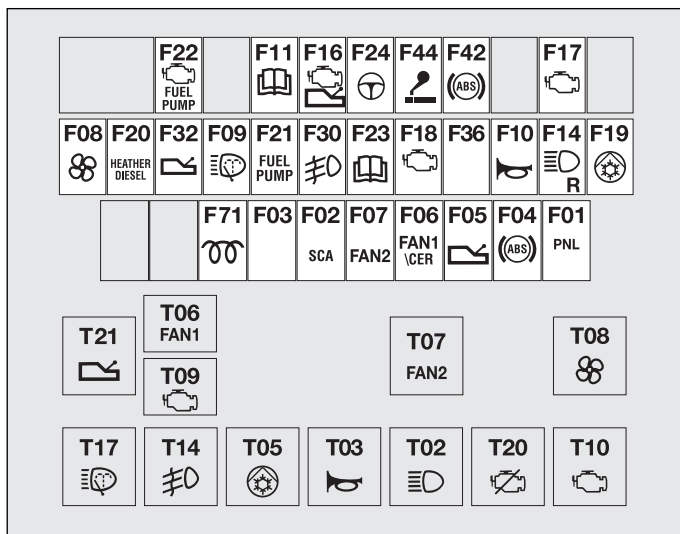 F22 F11 F16 F24 F44 F42 F17
FUEL
PUMP
(ABS)
F08 F20 F32 F09 F21 F30 F23 F18 F36 F10 F14 F19
HEATHER
DIESEL
FUEL
PUMP
R
F71 F03 F02 F07 F06 F05 F04 F01
SCA
FAN2
FAN1
\CER
(ABS)
PNL
T21
T06
FAN1
T09
T07
FAN2
T08
T17 T14 T05 T03 T02 T20 T10